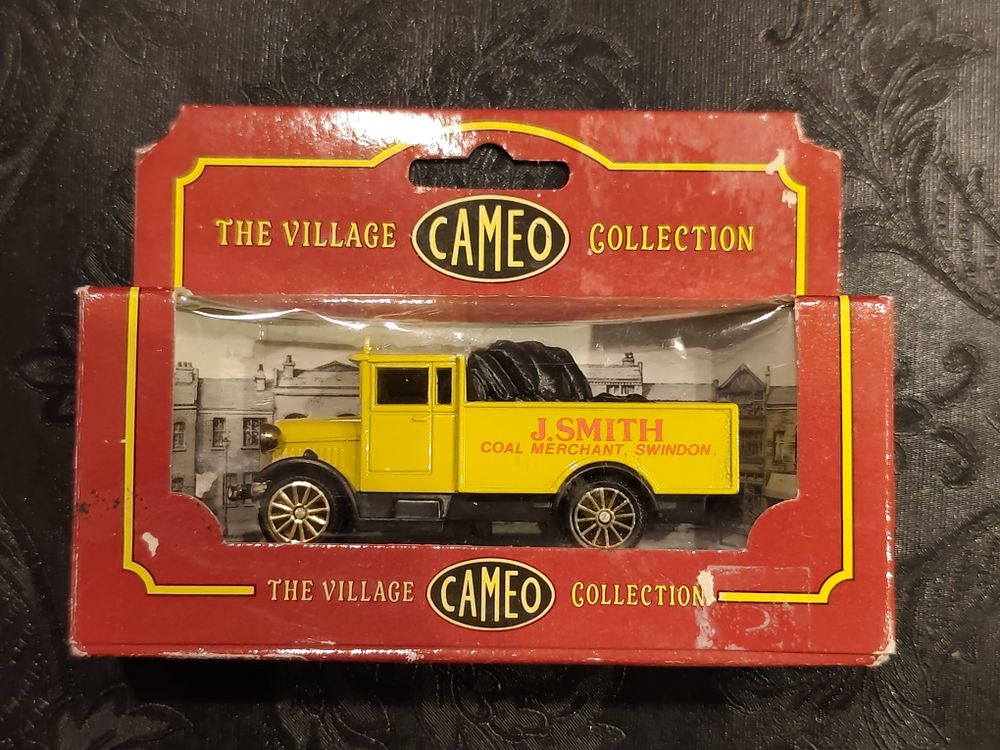 THE VILLAGE CAMEO COLLECTION
J.SMITH
COAL MERCHANT, SWINDON.
THE VILLAGE CAMEO COLLECTION